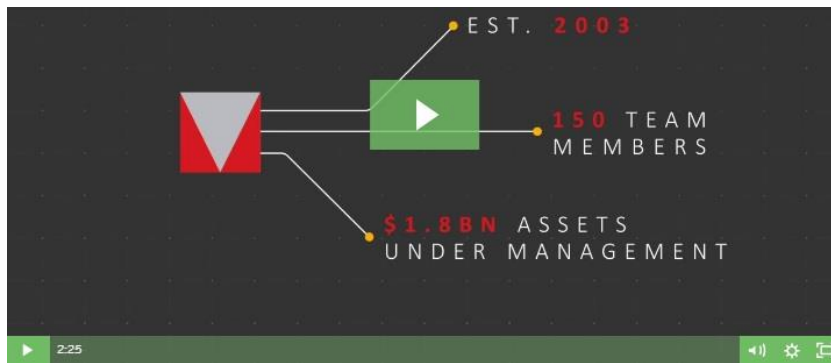 EST. 2003
150 TEAM
MEMBERS
$1.8BN ASSETS
UNDER MANAGEMENT
2:25